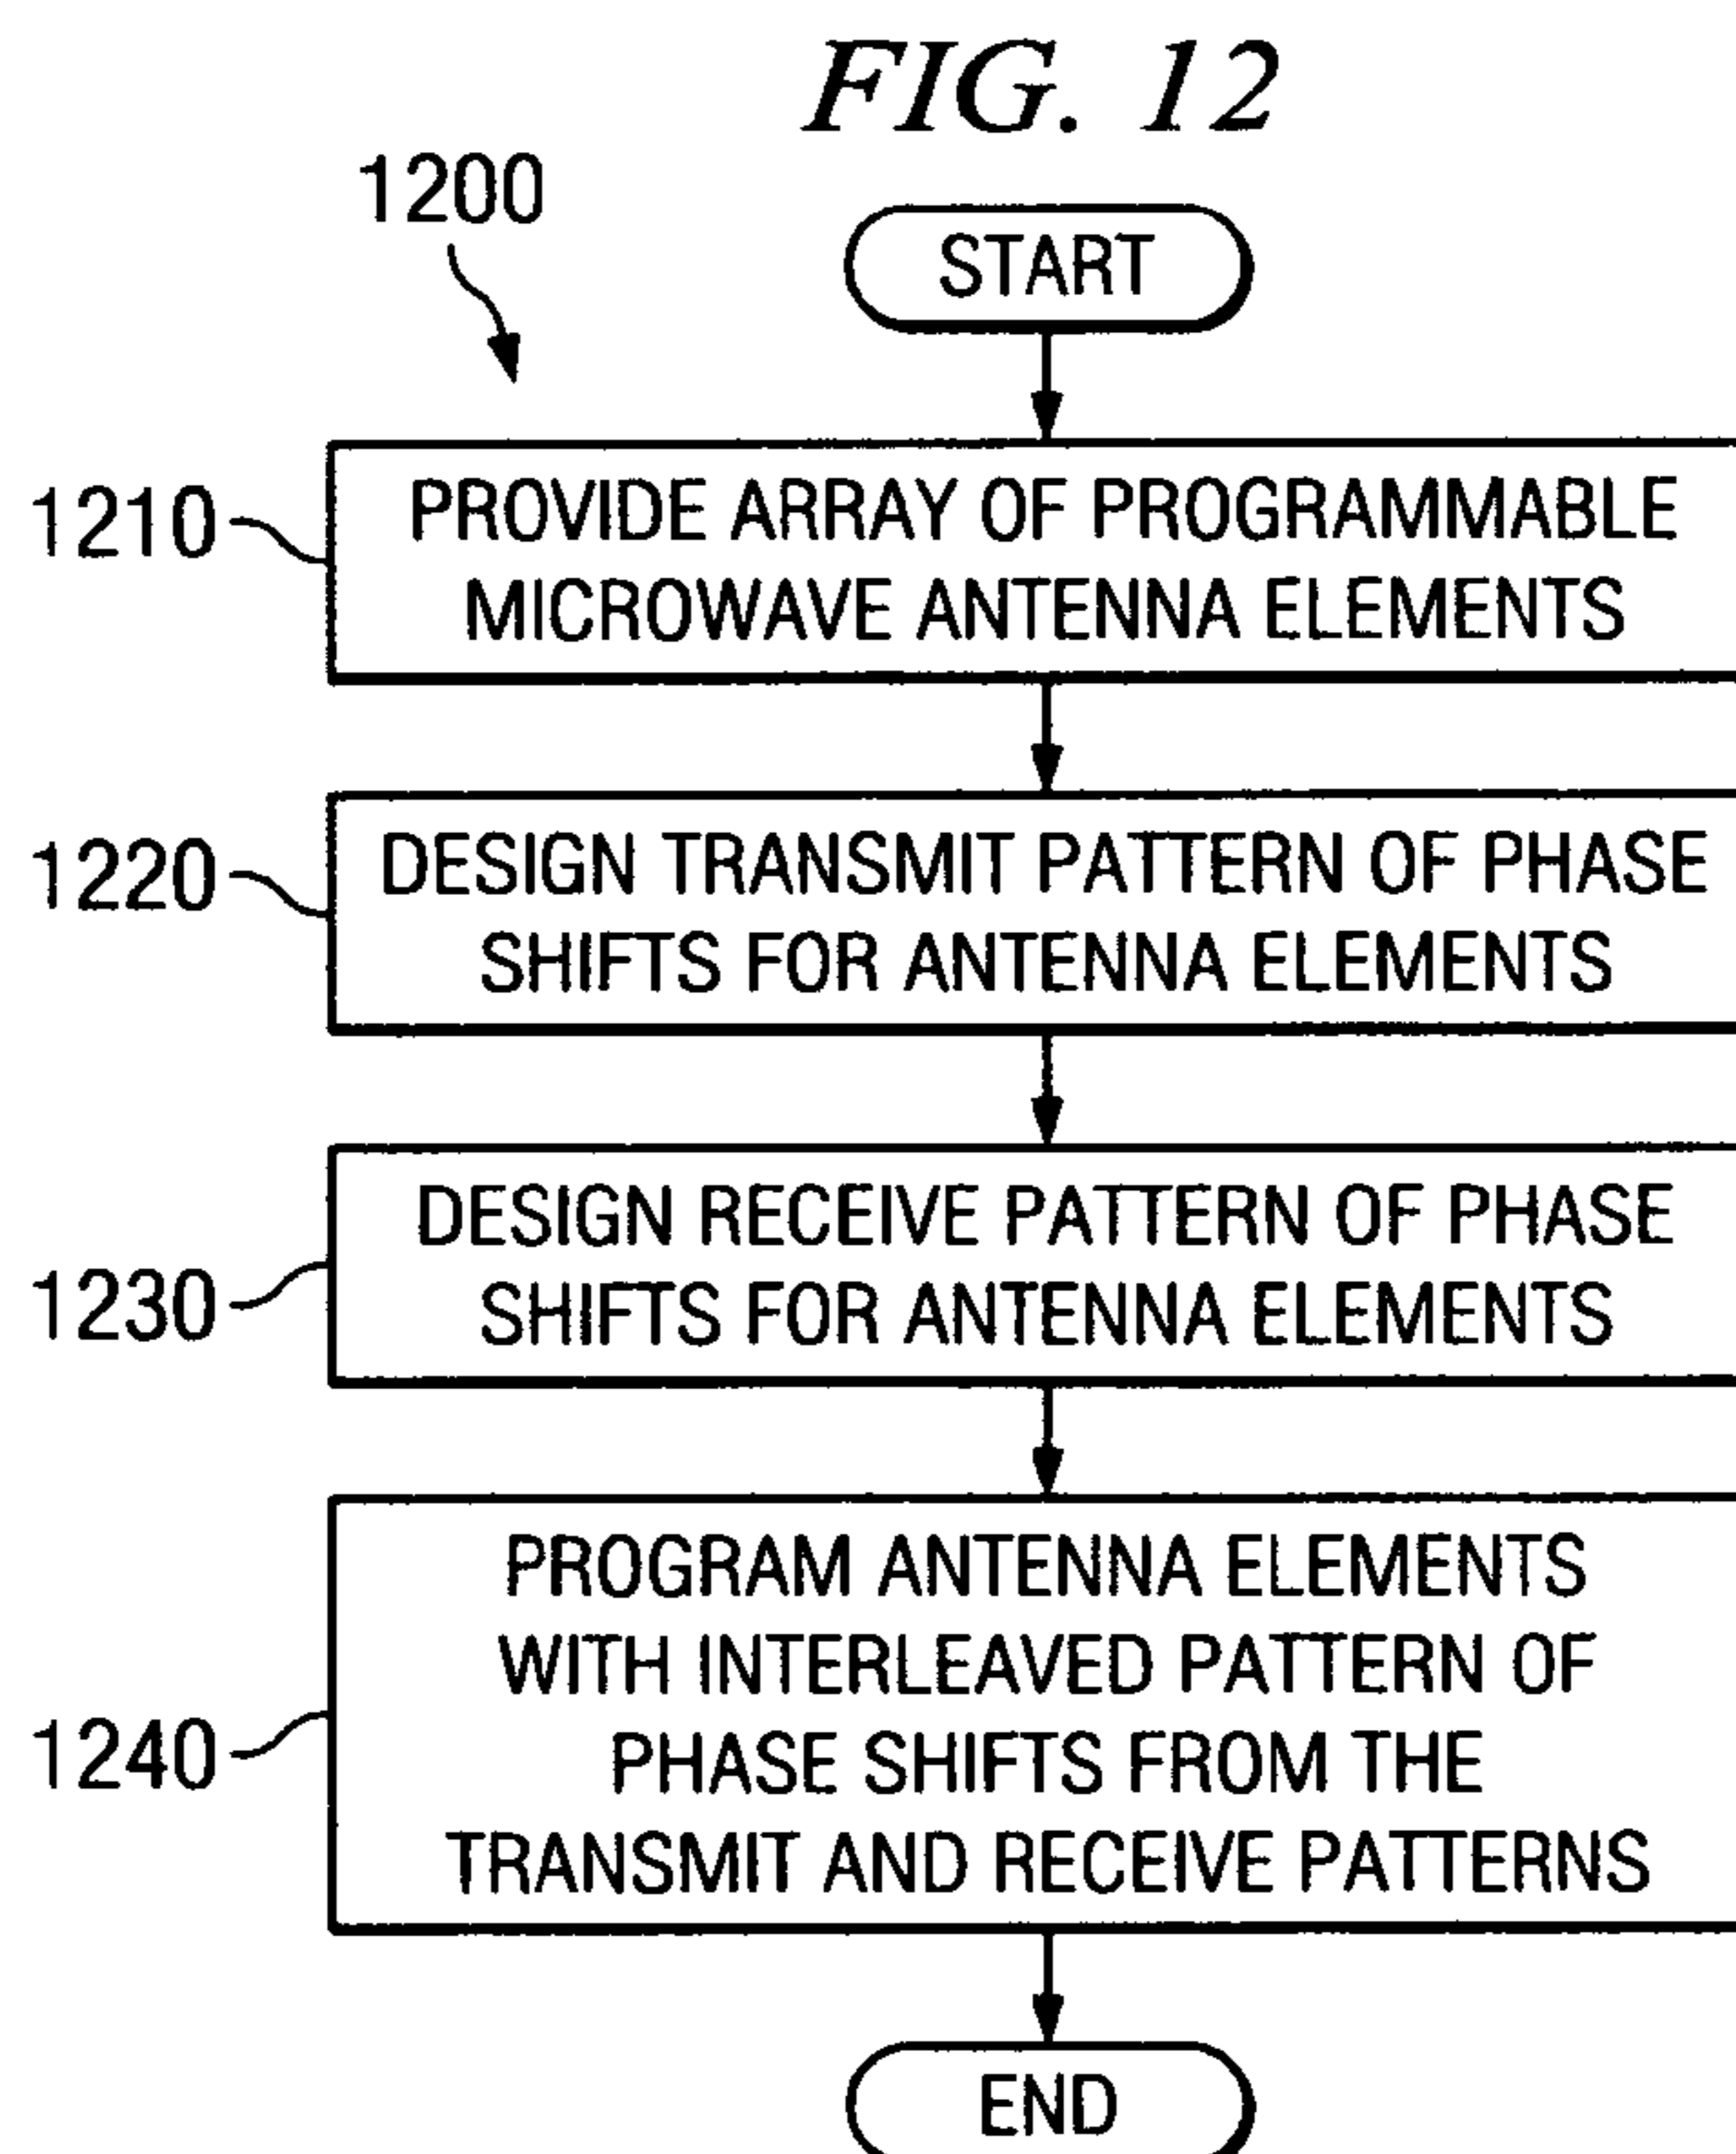 FIG. 12
1200
START
1210
PROVIDE ARRAY OF PROGRAMMABLE
MICROWAVE ANTENNA ELEMENTS
1220
DESIGN TRANSMIT PATTERN OF PHASE
SHIFTS FOR ANTENNA ELEMENTS
1230
DESIGN RECEIVE PATTERN OF PHASE
SHIFTS FOR ANTENNA ELEMENTS
1240
PROGRAM ANTENNA ELEMENTS
WITH INTERLEAVED PATTERN OF
PHASE SHIFTS FROM THE
TRANSMIT AND RECEIVE PATTERNS
END